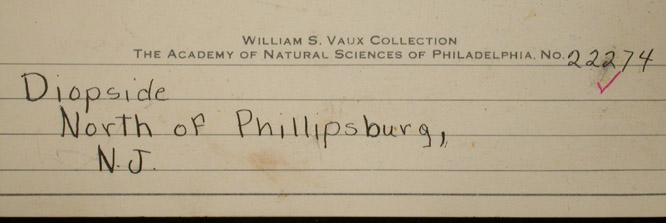 WILLIAM S. VAUX COLLECTION
THE ACADEMY OF NATURAL SCIENCES OF PHILADELPHIA. NO. 22274
Diopside
North of Phillipsburg,
N.J.